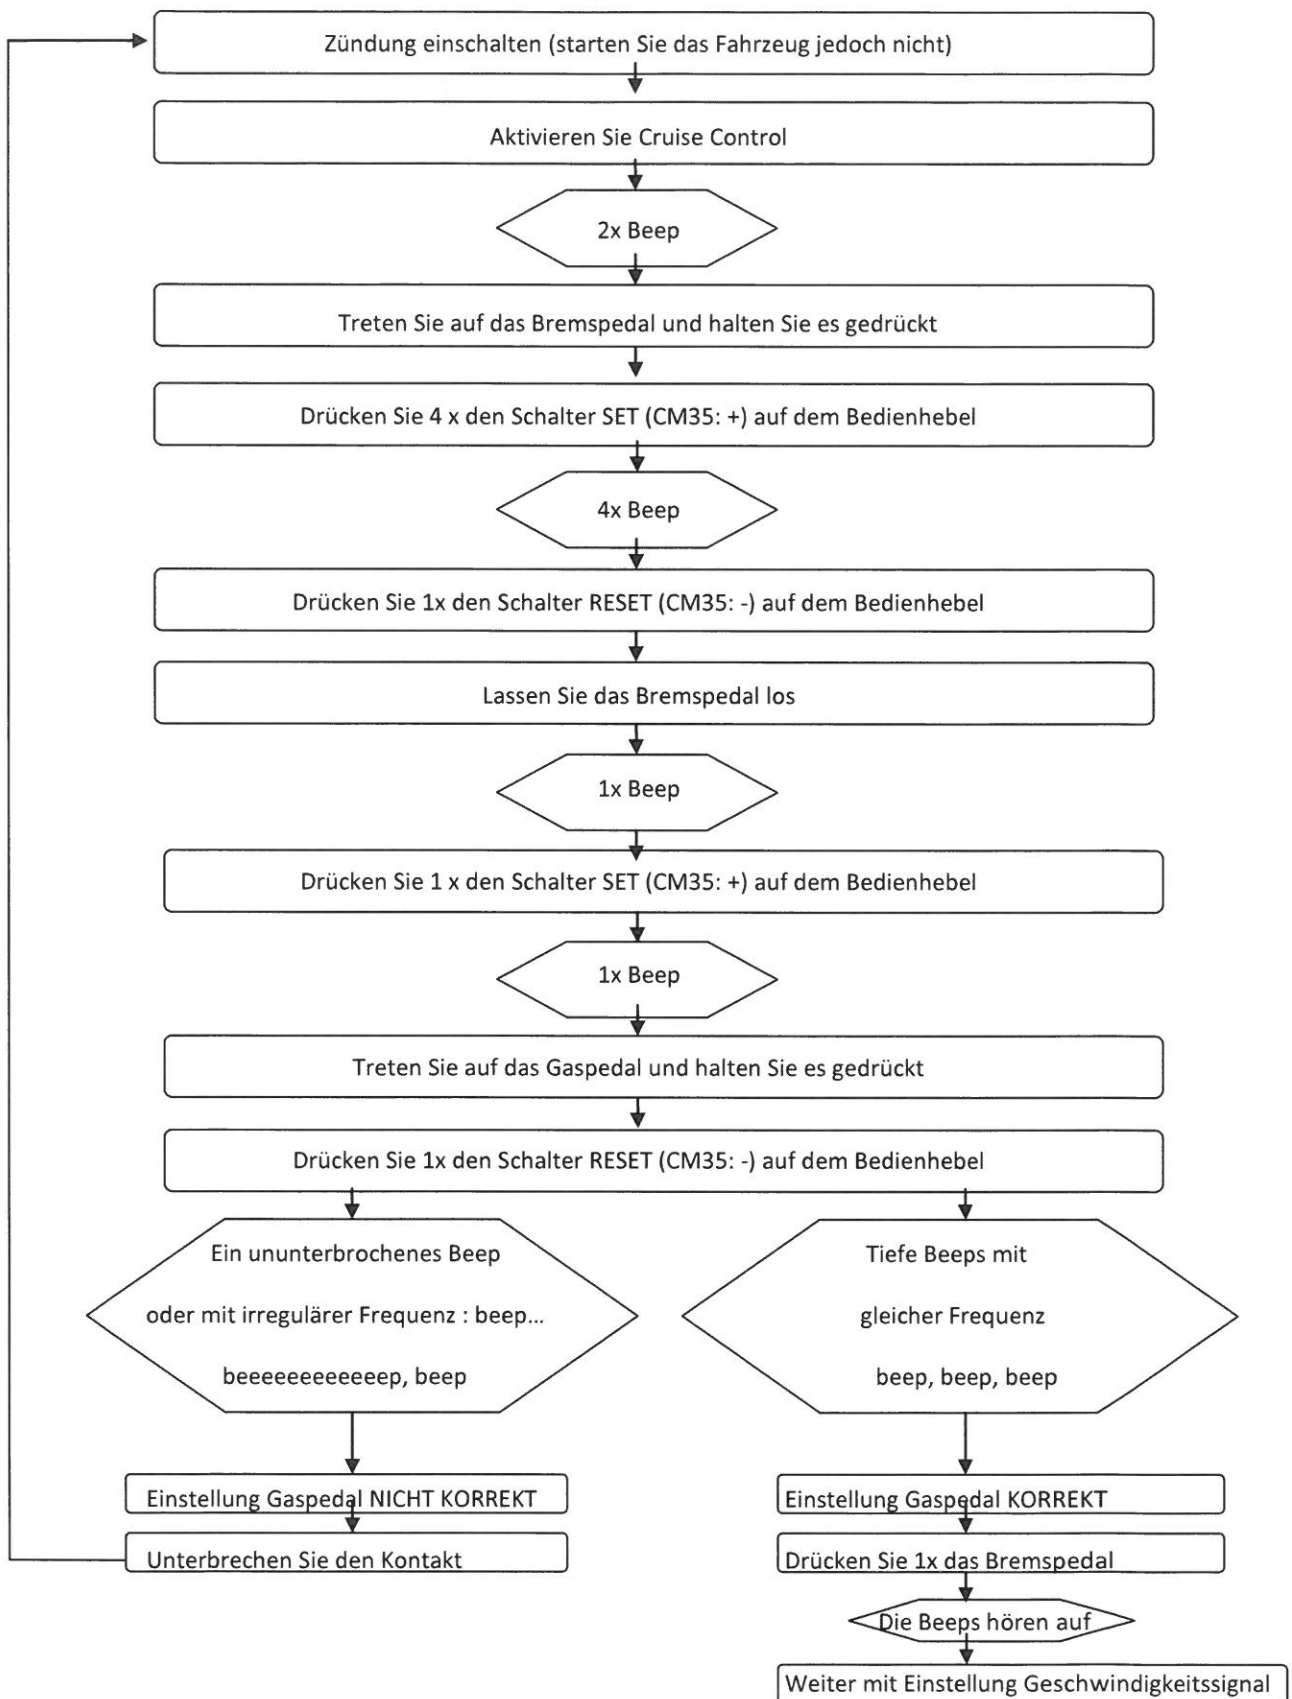 Zündung einschalten (starten Sie das Fahrzeug jedoch nicht)
Aktivieren Sie Cruise Control
2x Beep
Treten Sie auf das Bremspedal und halten Sie es gedrückt
Drücken Sie 4 x den Schalter SET (CM35: +) auf dem Bedienhebel
4x Beep
Drücken Sie 1x den Schalter RESET (CM35: -) auf dem Bedienhebel
Lassen Sie das Bremspedal los
1x Beep
Drücken Sie 1 x den Schalter SET (CM35: +) auf dem Bedienhebel
1x Beep
Treten Sie auf das Gaspedal und halten Sie es gedrückt
Drücken Sie 1x den Schalter RESET (CM35: -) auf dem Bedienhebel
Ein ununterbrochenes Beep
oder mit irregulärer Frequenz : beep...
beeeeeeeeeeeep, beep
Einstellung Gaspedal NICHT KORREKT
Unterbrechen Sie den Kontakt
Tiefe Beeps mit
gleicher Frequenz
beep, beep, beep
Einstellung Gaspedal KORREKT
Drücken Sie 1x das Bremspedal
Die Beeps hören auf
Weiter mit Einstellung Geschwindigkeitssignal